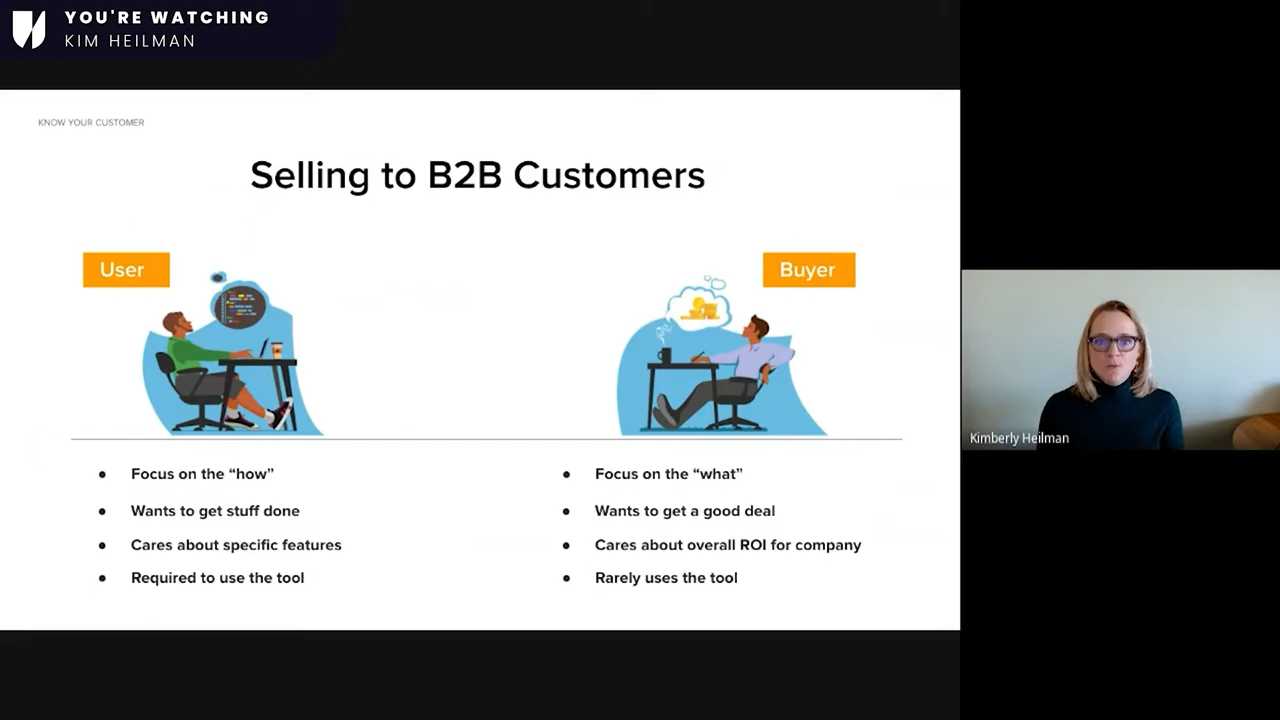 YOU'RE WATCHING
KIM HEILMAN
KNOW YOUR CUSTOMER
Selling to B2B Customers
User
Buyer
• Focus on the “how”
• Wants to get stuff done
• Cares about specific features
• Required to use the tool
• Focus on the “what”
• Wants to get a good deal
• Cares about overall ROI for company
• Rarely uses the tool
Kimberly Heilman